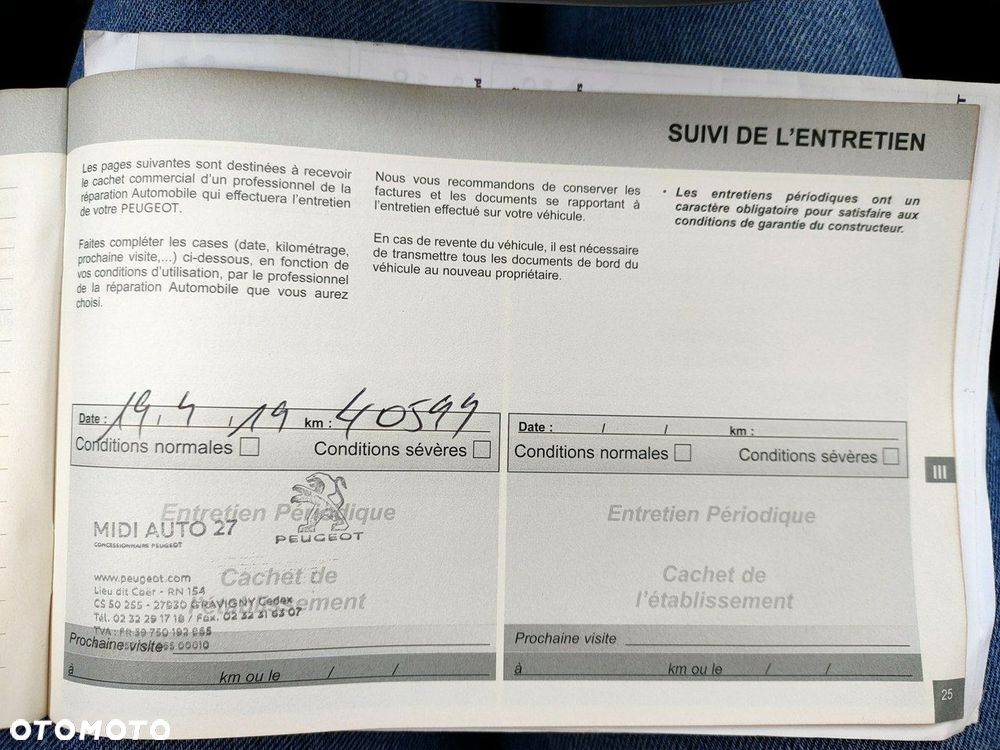 SUIVI DE L'ENTRETIEN
Les pages suivantes sont destinées à recevoir
le cachet commercial d'un professionnel de la
réparation Automobile qui effectuera l'entretien
de votre PEUGEOT.
Faites compléter les cases (date, kilométrage,
prochaine visite,...) ci-dessous, en fonction de
vos conditions d'utilisation, par le professionnel
de la réparation Automobile que vous aurez
choisi.
Nous vous recommandons de conserver les
factures et les documents se rapportant à
l'entretien effectué sur votre véhicule.
En cas de revente du véhicule, il est nécessaire
de transmettre tous les documents de bord du
véhicule au nouveau propriétaire.
• Les entretiens périodiques ont un
caractère obligatoire pour satisfaire aux
conditions de garantie du constructeur.
Date : 19.4.19 km : 40599
Conditions normales Conditions sévères
Entretien Périodique
MIDI AUTO 27
CONCESSIONNAIRE PEUGEOT
PEUGEOT
Cachet de
l'établissement
www.peugeot.com
Lieu dit Caër - RN 154
CS 50 255 - 27930 GRAVIGNY Cedex
Tél. 02 32 29 17 18 / Fax. 02 32 31 63 07
TVA : FR 39 750 192 965
Prochaine visite
à km ou le / /
Date : / / km :
Conditions normales Conditions sévères
Entretien Périodique
Cachet de
l'établissement
Prochaine visite
à km ou le / /
III
25
OTOMOTO